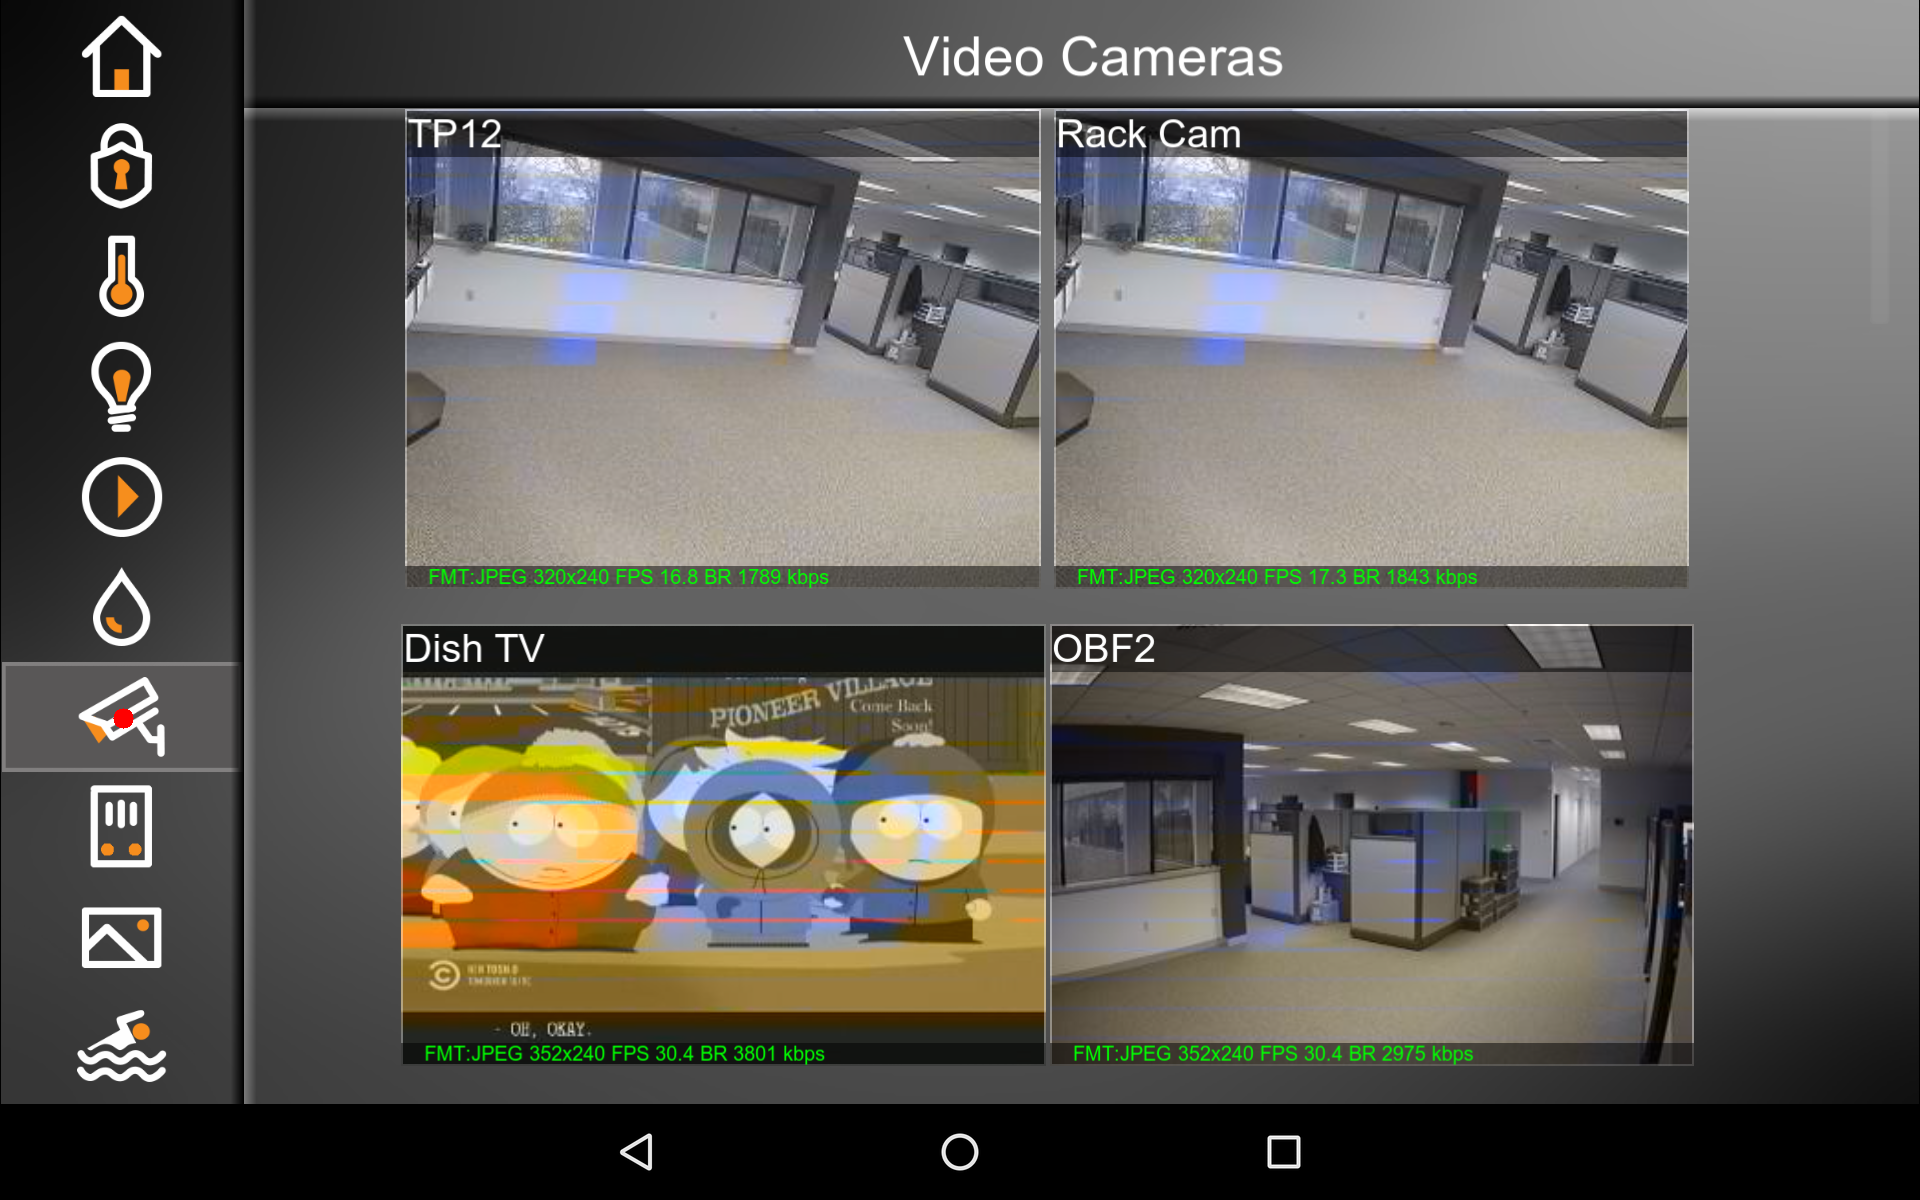 Video Cameras
TP12
Rack Cam
FMT:JPEG 320x240 FPS 16.8 BR 1789 kbps
FMT:JPEG 320x240 FPS 17.3 BR 1843 kbps
Dish TV
OBF2
PIONEER VILLAGE
Come Back
Soon!
- OH, OKAY.
FMT:JPEG 352x240 FPS 30.4 BR 3801 kbps
FMT:JPEG 352x240 FPS 30.4 BR 2975 kbps